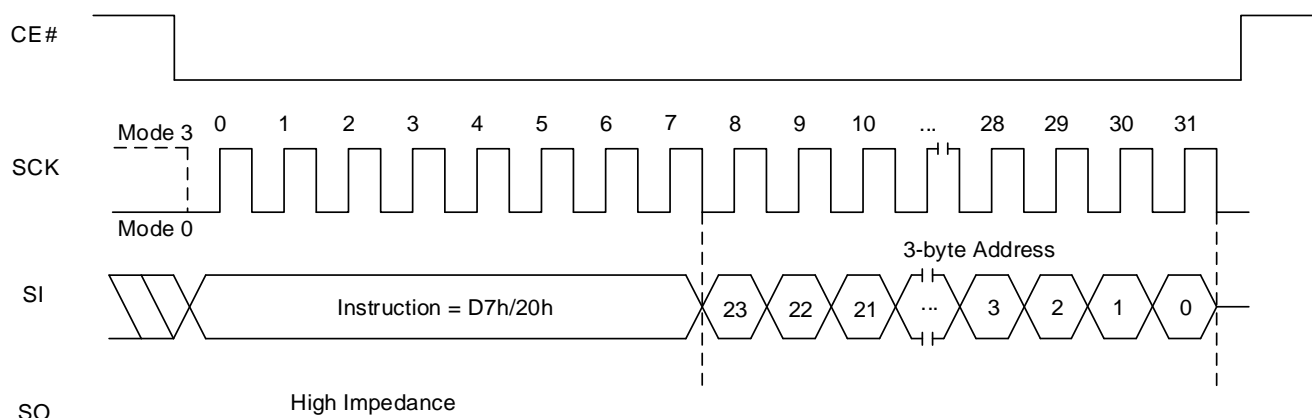 CE#
SCK
Mode 3
0 1 2 3 4 5 6 7 8 9 10 ... 28 29 30 31
Mode 0
3-byte Address
SI
Instruction = D7h/20h
23 22 21 ... 3 2 1 0
High Impedance
SO